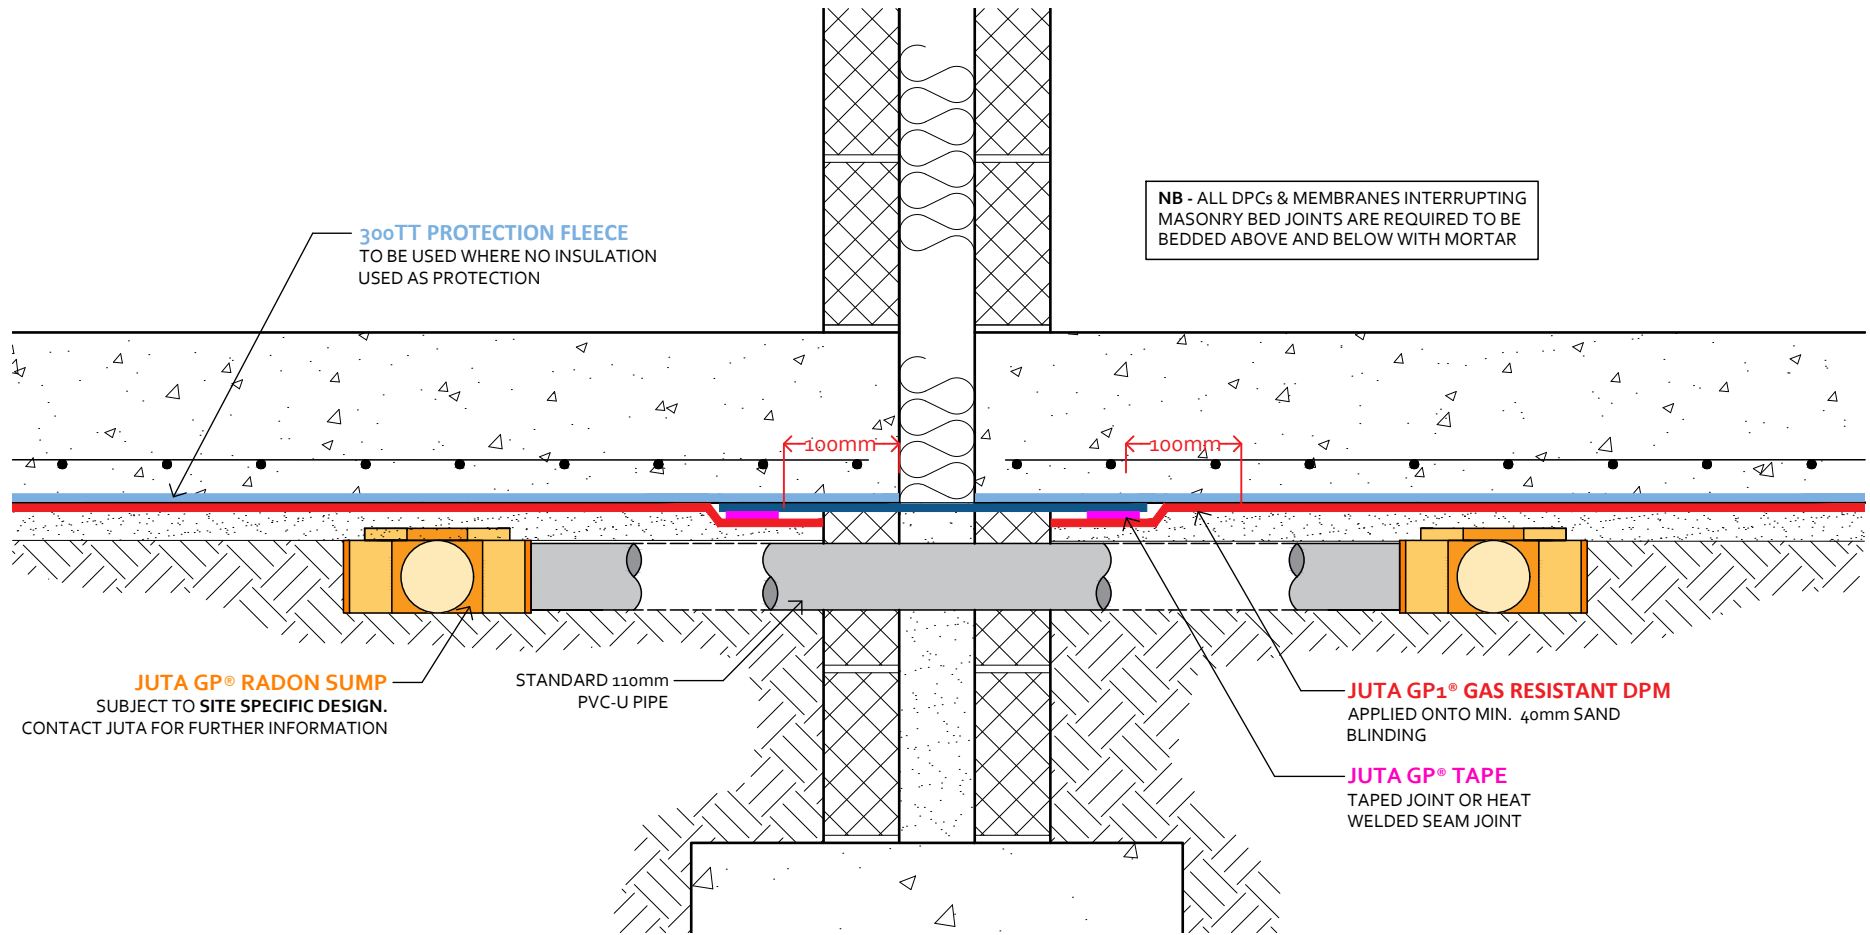 300TT PROTECTION FLEECE
TO BE USED WHERE NO INSULATION
USED AS PROTECTION
NB - ALL DPCs & MEMBRANES INTERRUPTING
MASONRY BED JOINTS ARE REQUIRED TO BE
BEDDED ABOVE AND BELOW WITH MORTAR
100mm
100mm
JUTA GP® RADON SUMP
SUBJECT TO SITE SPECIFIC DESIGN.
CONTACT JUTA FOR FURTHER INFORMATION
STANDARD 110mm
PVC-U PIPE
JUTA GP1® GAS RESISTANT DPM
APPLIED ONTO MIN. 40mm SAND
BLINDING
JUTA GP® TAPE
TAPED JOINT OR HEAT
WELDED SEAM JOINT